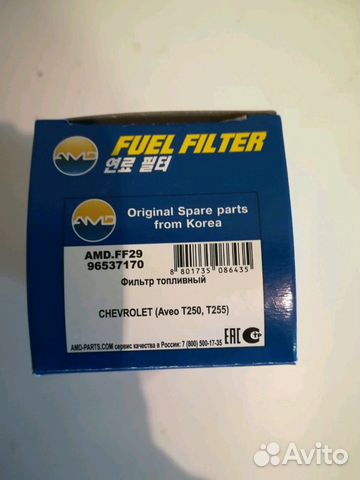 AMD
FUEL FILTER
연료 필터
AMD
Original Spare parts
from Korea
AMD.FF29
96537170
8 801735 086435
Фильтр топливный
CHEVROLET (Aveo T250, T255)
AMD-PARTS.COM сервис качества в России: 7 (800) 500-17-35
EAC
Avito